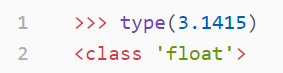 1 >>> type(3.1415)
2 <class 'float'>